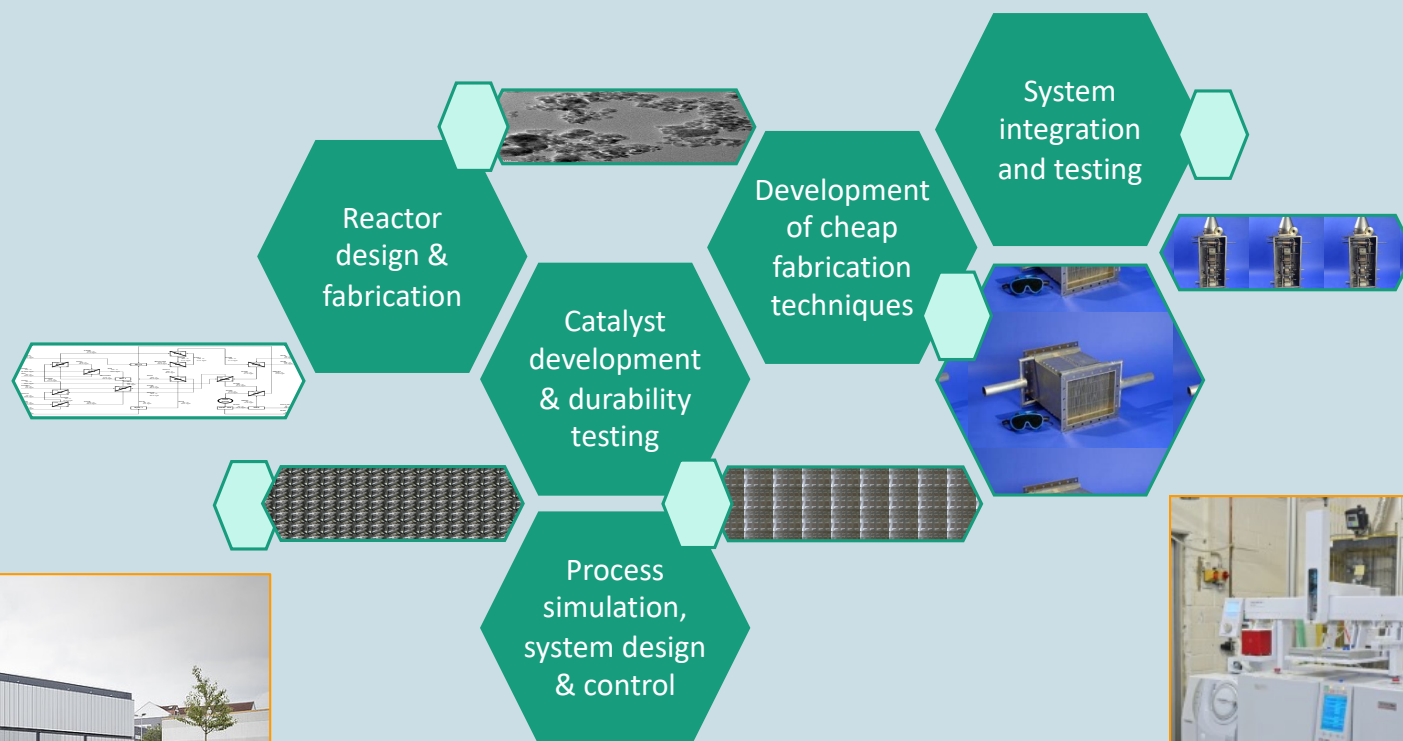 System
integration
and testing
Reactor
design &
fabrication
Development
of cheap
fabrication
techniques
Catalyst
development
& durability
testing
Process
simulation,
system design
& control